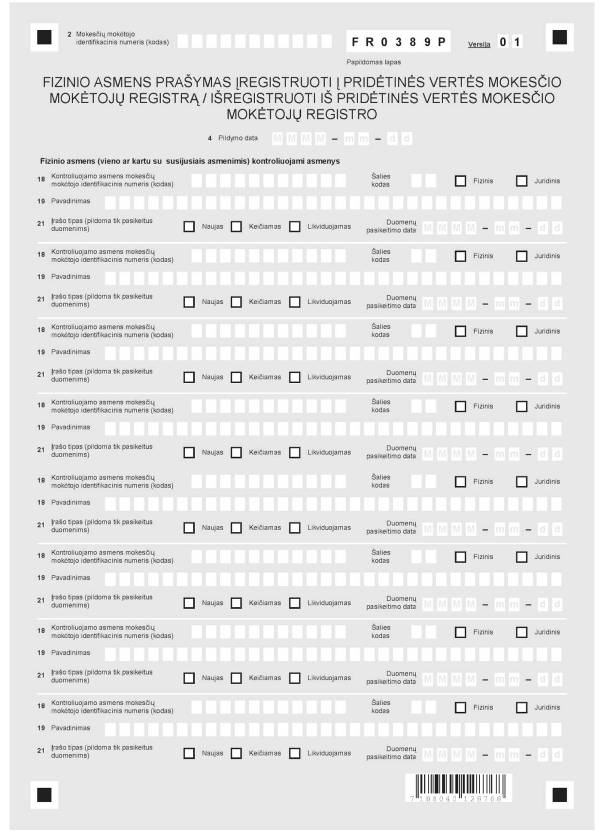 2 Mokesčių mokėtojo
identifikacinis numeris (kodas)
FR0389P Versija 01
Papildomas lapas
FIZINIO ASMENS PRAŠYMAS ĮREGISTRUOTI Į PRIDĖTINĖS VERTĖS MOKESČIO
MOKĖTOJŲ REGISTRĄ / IŠREGISTRUOTI IŠ PRIDĖTINĖS VERTĖS MOKESČIO
MOKĖTOJŲ REGISTRO
4 Pildymo data M M M M – m m – d d
Fizinio asmens (vieno ar kartu su susijusiais asmenimis) kontroliuojami asmenys
18 Kontroliuojamo asmens mokesčių
mokėtojo identifikacinis numeris (kodas) Šalies
kodas Fizinis Juridinis
19 Pavadinimas
21 Įrašo tipas (pildoma tik pasikeitus
duomenims) Naujas Keičiamas Likviduojamas Duomenų
pasikeitimo data M M M M – m m – d d
18 Kontroliuojamo asmens mokesčių
mokėtojo identifikacinis numeris (kodas) Šalies
kodas Fizinis Juridinis
19 Pavadinimas
21 Įrašo tipas (pildoma tik pasikeitus
duomenims) Naujas Keičiamas Likviduojamas Duomenų
pasikeitimo data M M M M – m m – d d
18 Kontroliuojamo asmens mokesčių
mokėtojo identifikacinis numeris (kodas) Šalies
kodas Fizinis Juridinis
19 Pavadinimas
21 Įrašo tipas (pildoma tik pasikeitus
duomenims) Naujas Keičiamas Likviduojamas Duomenų
pasikeitimo data M M M M – m m – d d
18 Kontroliuojamo asmens mokesčių
mokėtojo identifikacinis numeris (kodas) Šalies
kodas Fizinis Juridinis
19 Pavadinimas
21 Įrašo tipas (pildoma tik pasikeitus
duomenims) Naujas Keičiamas Likviduojamas Duomenų
pasikeitimo data M M M M – m m – d d
18 Kontroliuojamo asmens mokesčių
mokėtojo identifikacinis numeris (kodas) Šalies
kodas Fizinis Juridinis
19 Pavadinimas
21 Įrašo tipas (pildoma tik pasikeitus
duomenims) Naujas Keičiamas Likviduojamas Duomenų
pasikeitimo data M M M M – m m – d d
18 Kontroliuojamo asmens mokesčių
mokėtojo identifikacinis numeris (kodas) Šalies
kodas Fizinis Juridinis
19 Pavadinimas
21 Įrašo tipas (pildoma tik pasikeitus
duomenims) Naujas Keičiamas Likviduojamas Duomenų
pasikeitimo data M M M M – m m – d d
18 Kontroliuojamo asmens mokesčių
mokėtojo identifikacinis numeris (kodas) Šalies
kodas Fizinis Juridinis
19 Pavadinimas
21 Įrašo tipas (pildoma tik pasikeitus
duomenims) Naujas Keičiamas Likviduojamas Duomenų
pasikeitimo data M M M M – m m – d d
18 Kontroliuojamo asmens mokesčių
mokėtojo identifikacinis numeris (kodas) Šalies
kodas Fizinis Juridinis
19 Pavadinimas
21 Įrašo tipas (pildoma tik pasikeitus
duomenims) Naujas Keičiamas Likviduojamas Duomenų
pasikeitimo data M M M M – m m – d d